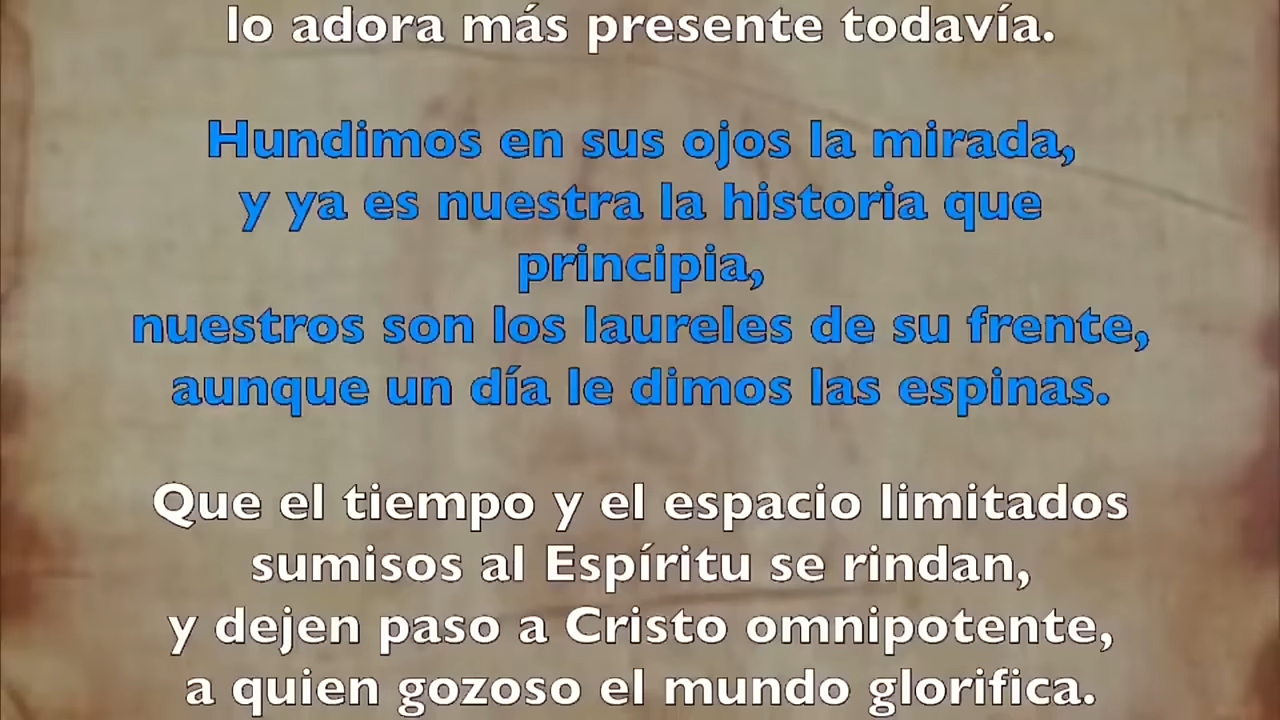 lo adora más presente todavía.
Hundimos en sus ojos la mirada,
y ya es nuestra la historia que
principia,
nuestros son los laureles de su frente,
aunque un día le dimos las espinas.
Que el tiempo y el espacio limitados
sumisos al Espíritu se rindan,
y dejen paso a Cristo omnipotente,
a quien gozoso el mundo glorifica.